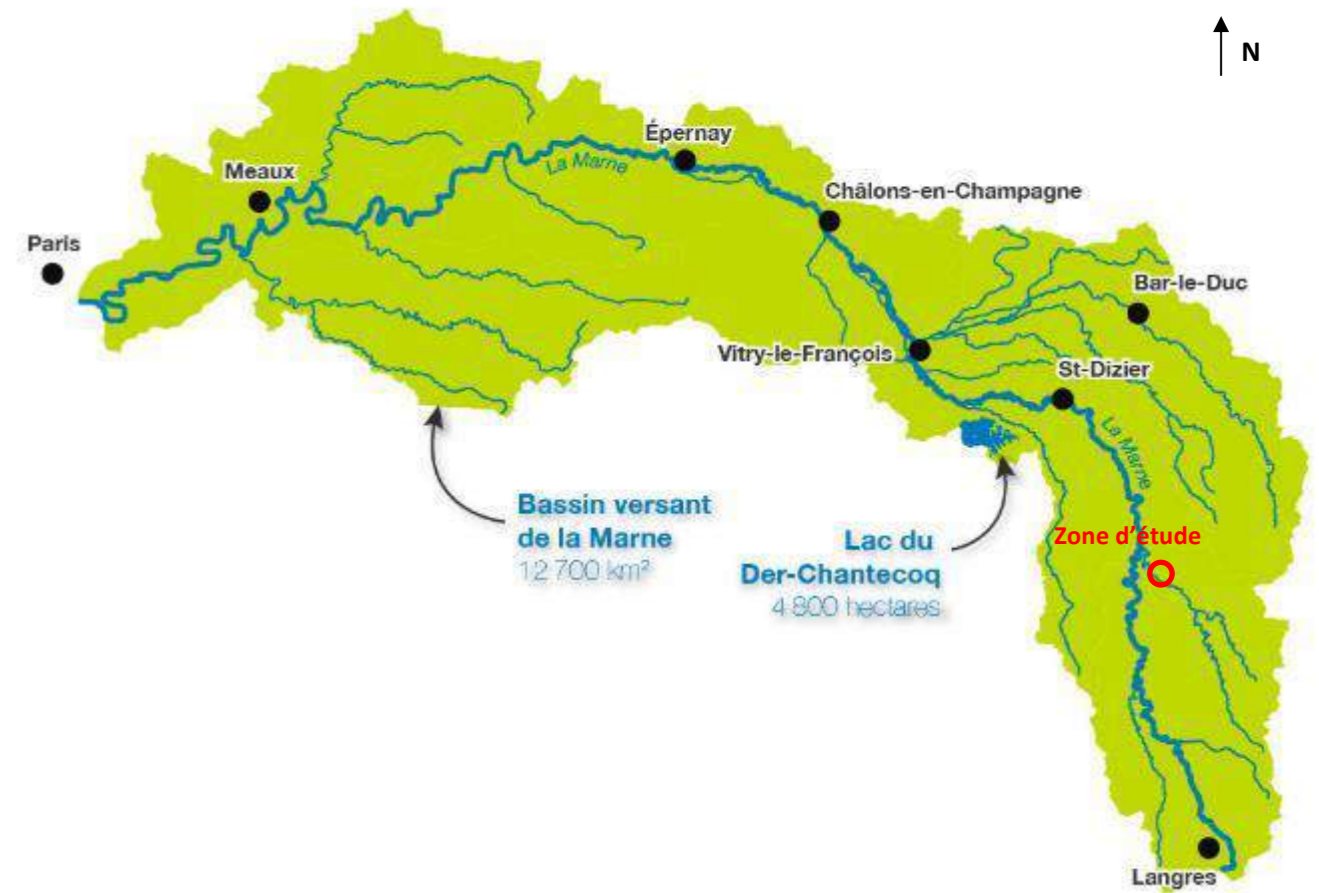 N
Épernay
La Marne
Meaux
Châlons-en-Champagne
Paris
Bar-le-Duc
Vitry-le-François
St-Dizier
La Marne
Bassin versant
de la Marne
12 700 km²
Zone d'étude
Lac du
Der-Chantecoq
4 800 hectares
Langres